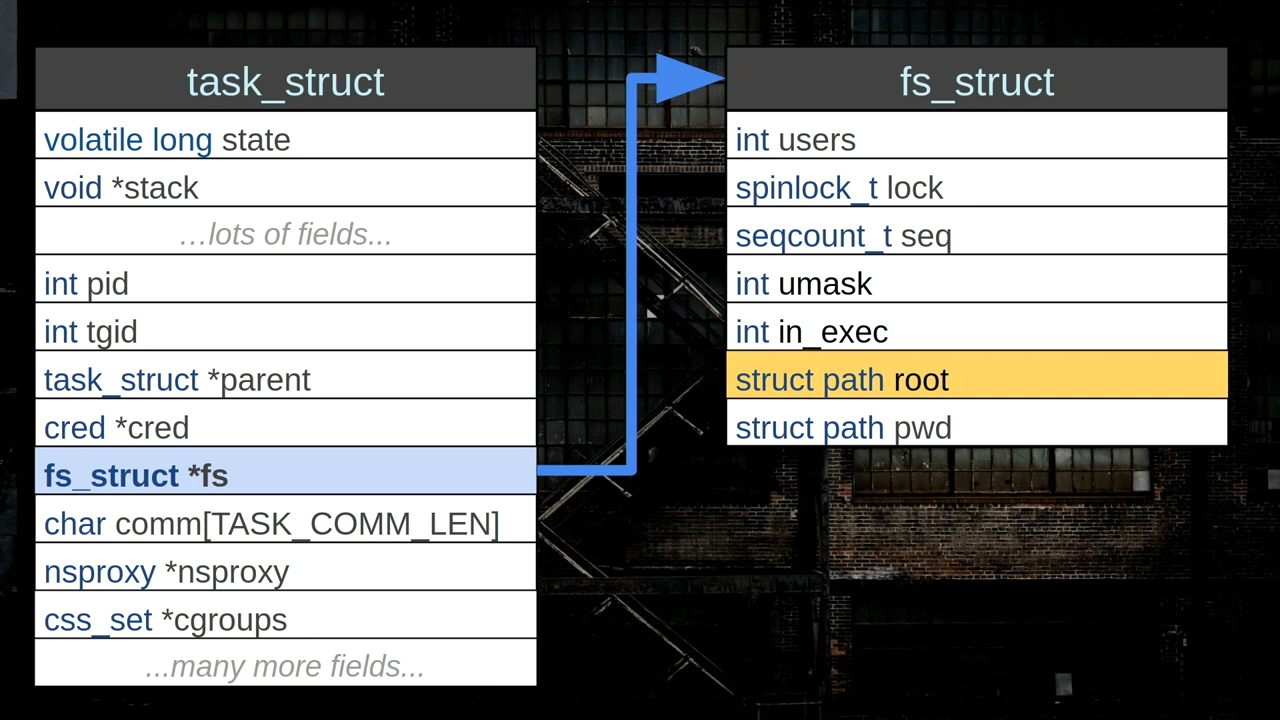 task_struct
volatile long state
void *stack
…lots of fields...
int pid
int tgid
task_struct *parent
cred *cred
fs_struct *fs
char comm[TASK_COMM_LEN]
nsproxy *nsproxy
css_set *cgroups
...many more fields...
fs_struct
int users
spinlock_t lock
seqcount_t seq
int umask
int in_exec
struct path root
struct path pwd